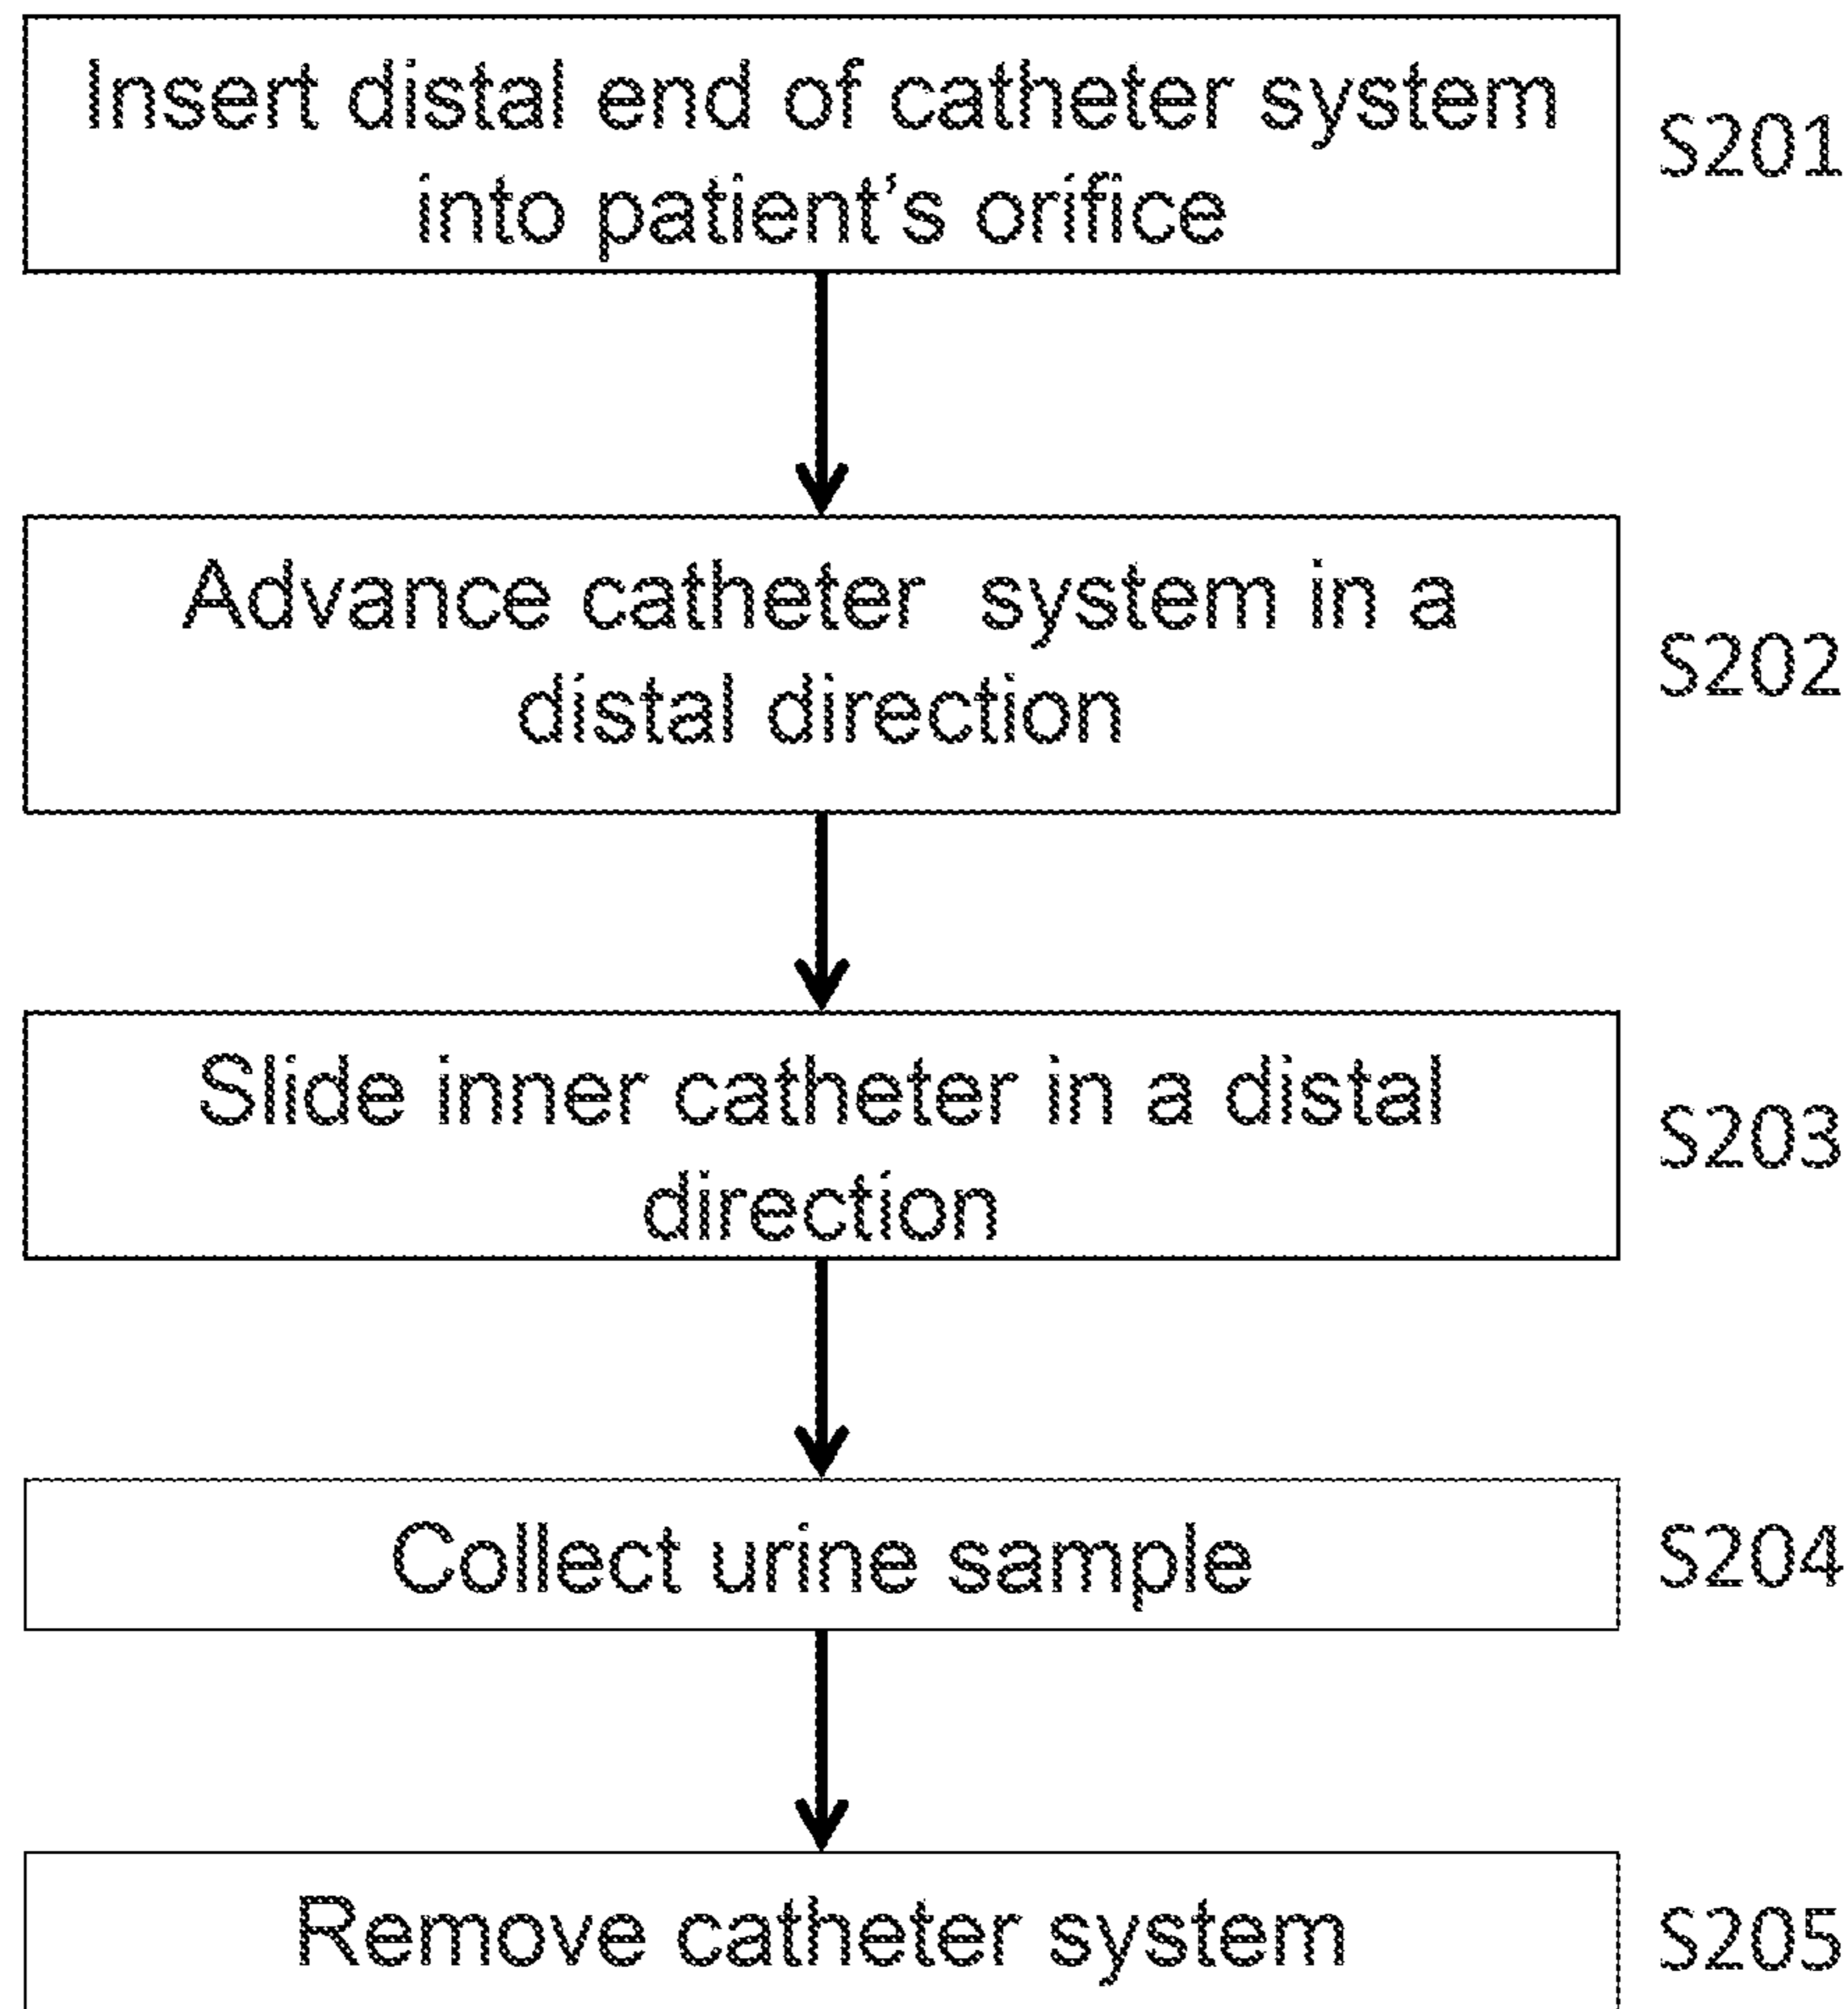 Insert distal end of catheter system
into patient's orifice
S201
Advance catheter system in a
distal direction
S202
Slide inner catheter in a distal
direction
S203
Collect urine sample
S204
Remove catheter system
S205